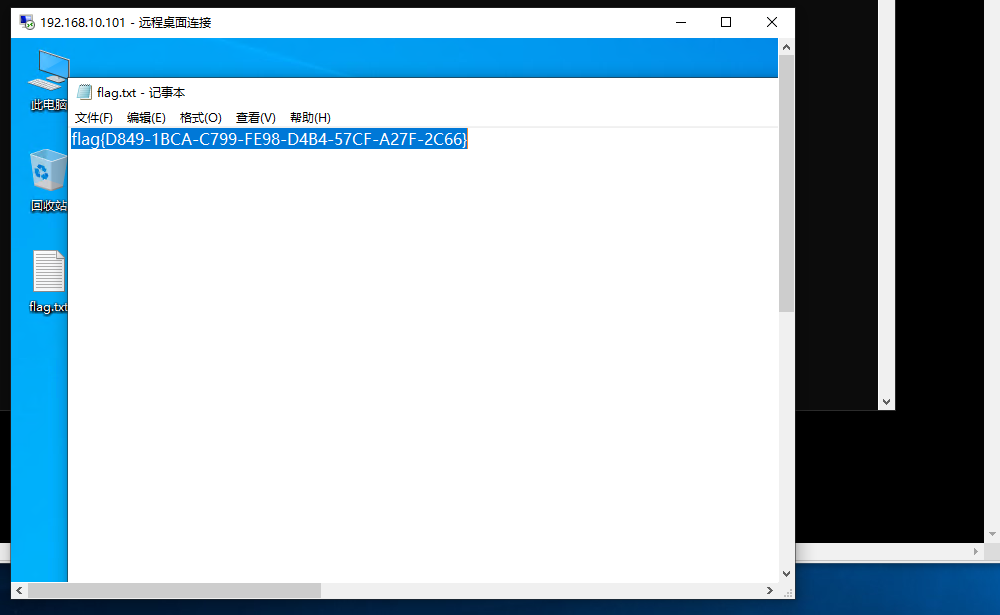 192.168.10.101 - 远程桌面连接
此电脑
flag.txt - 记事本
文件(F) 编辑(E) 格式(O) 查看(V) 帮助(H)
flag{D849-1BCA-C799-FE98-D4B4-57CF-A27F-2C66}
回收站
flag.txt